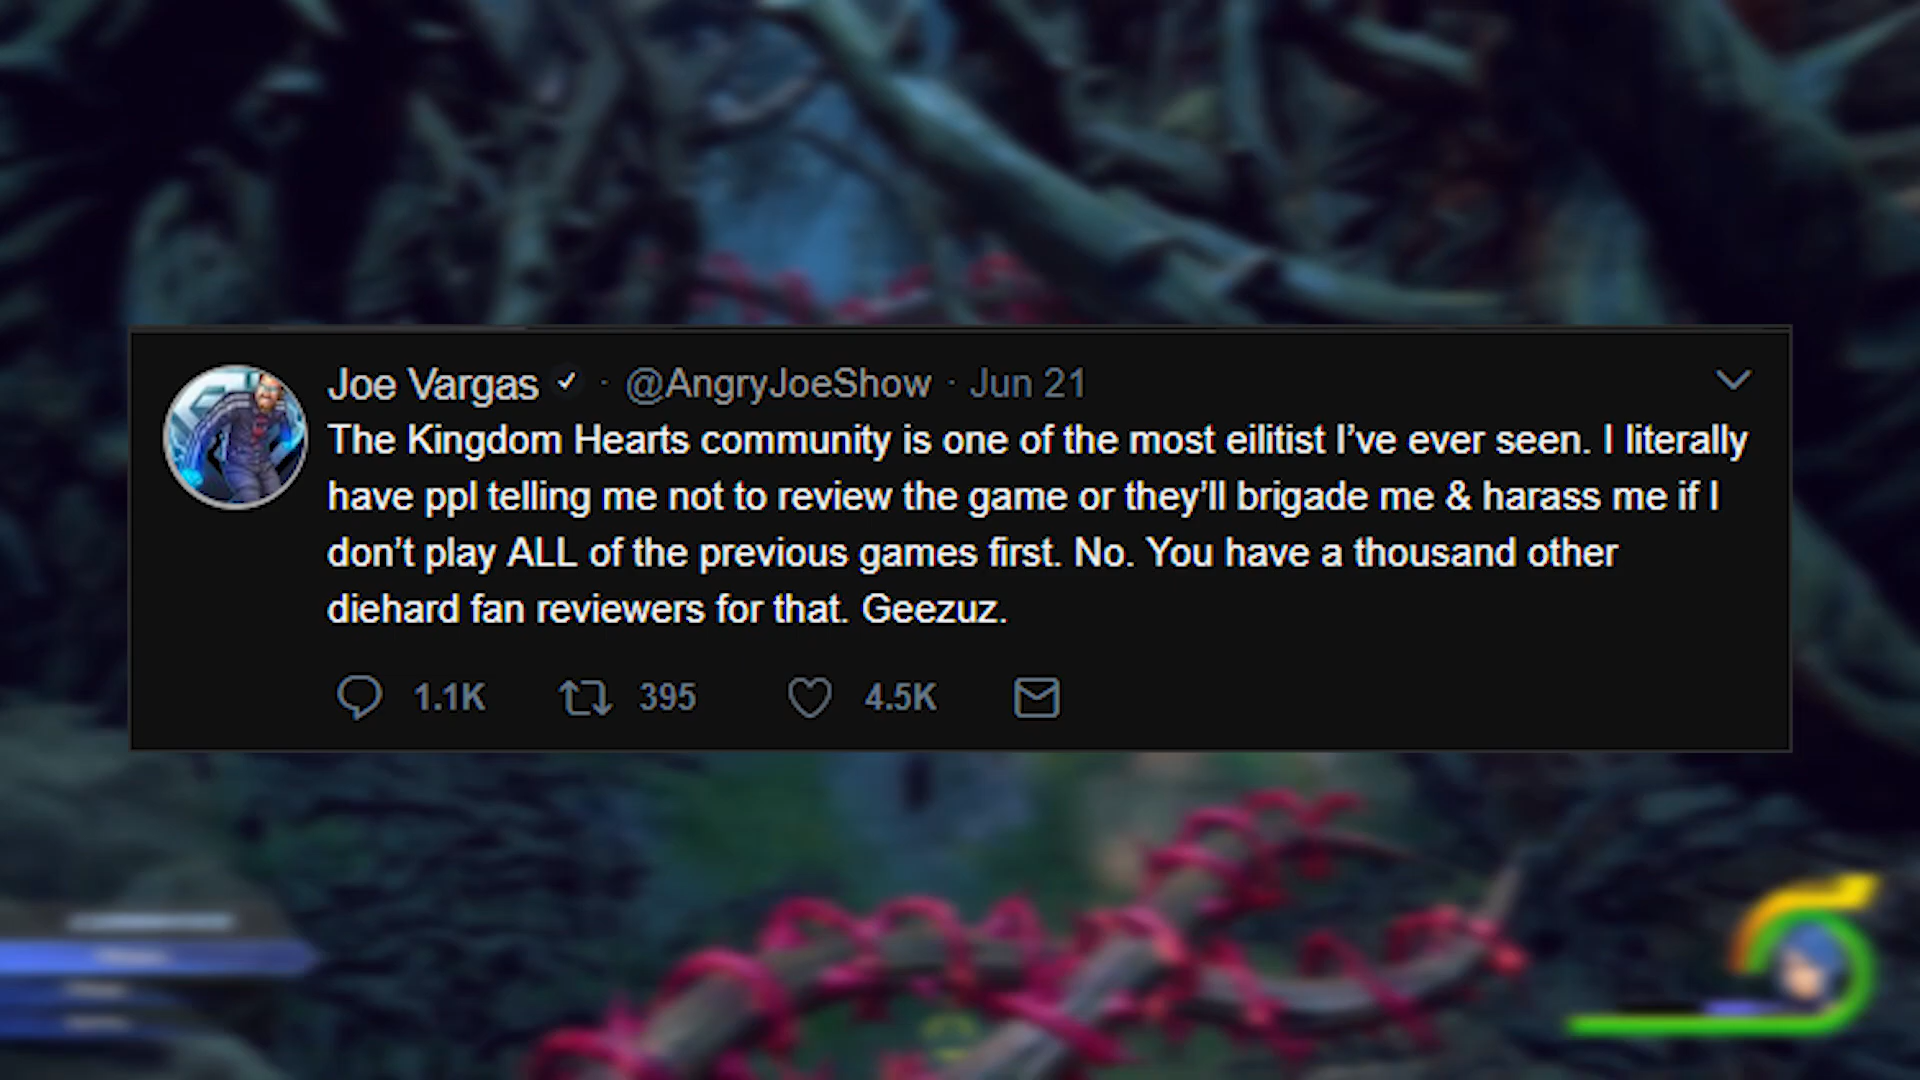 Joe Vargas · @AngryJoeShow · Jun 21
The Kingdom Hearts community is one of the most eilitist I’ve ever seen. I literally
have ppl telling me not to review the game or they’ll brigade me & harass me if I
don’t play ALL of the previous games first. No. You have a thousand other
diehard fan reviewers for that. Geezuz.
1.1K 395 4.5K